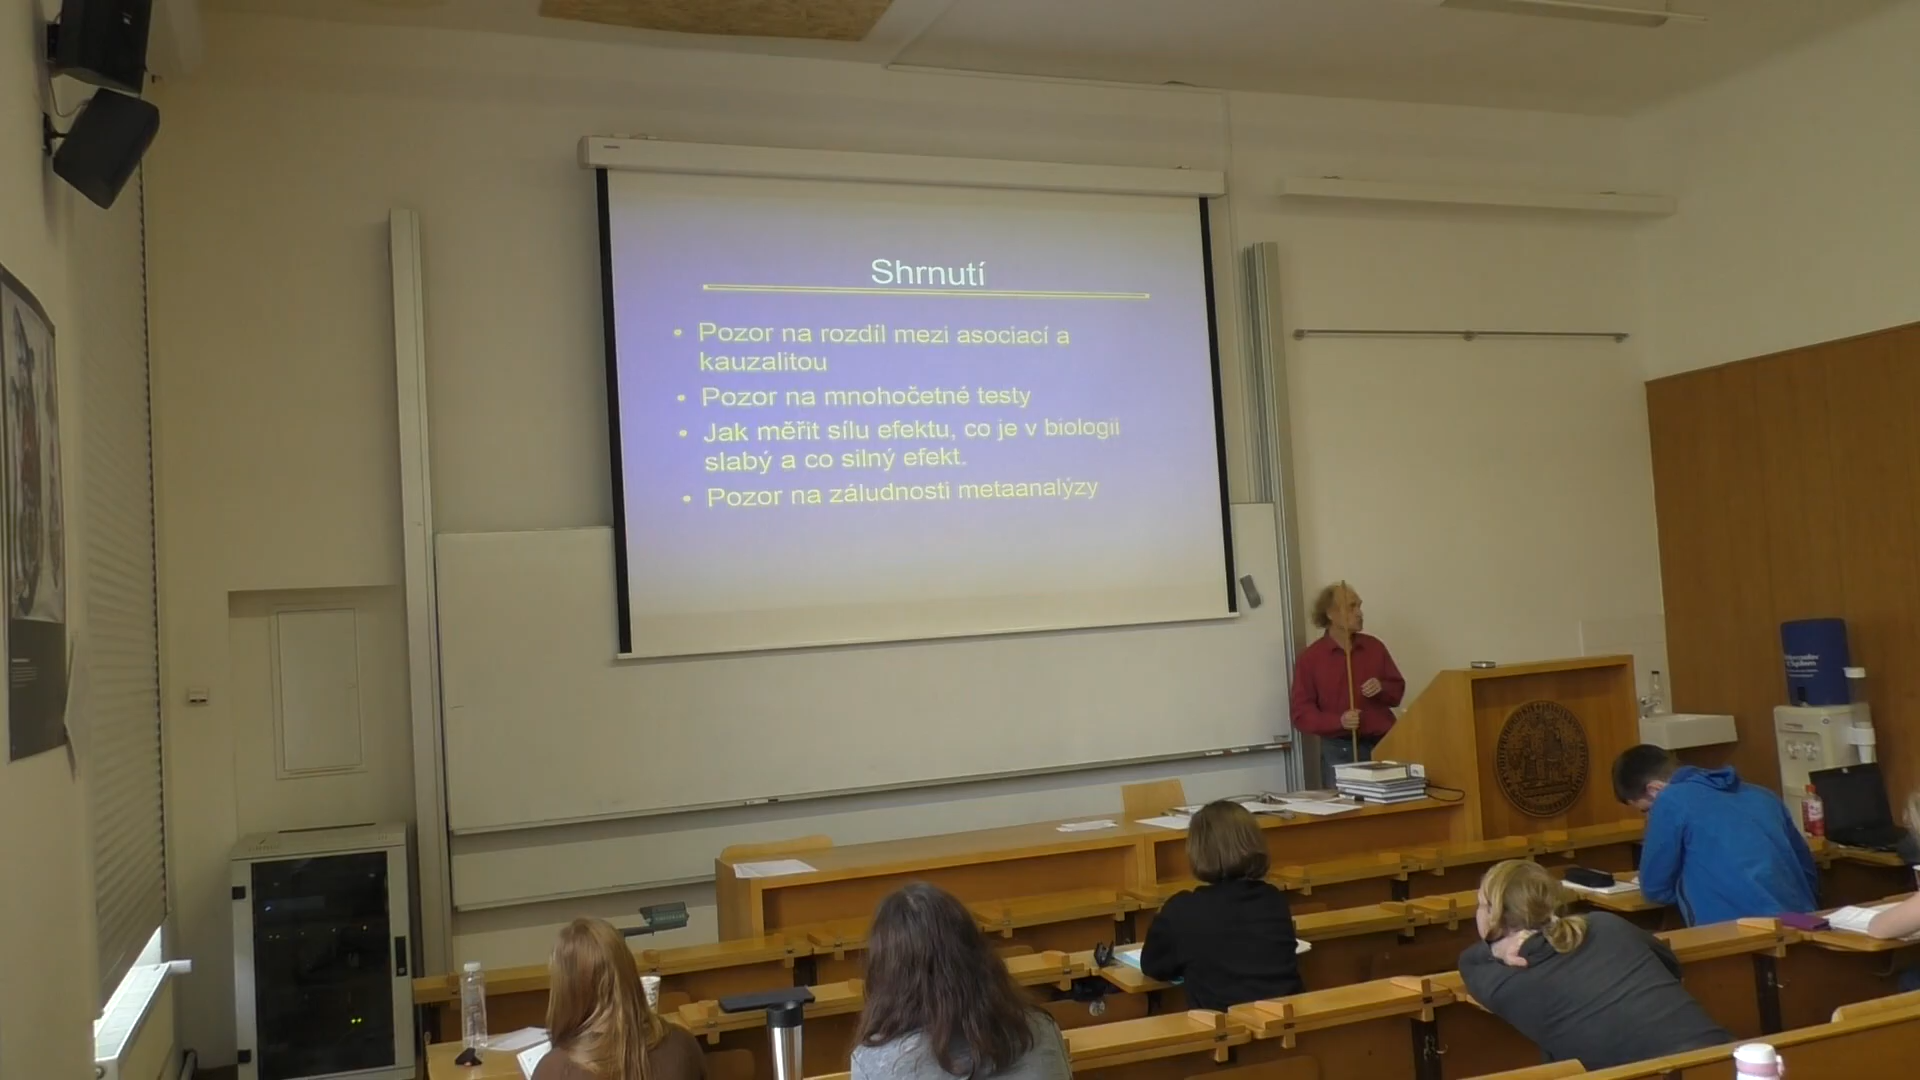 Shrnutí
• Pozor na rozdíl mezi asociací a
kauzalitou
• Pozor na mnohočetné testy
• Jak měřit sílu efektu, co je v biologii
slabý a co silný efekt.
• Pozor na záludnosti metaanalýzy